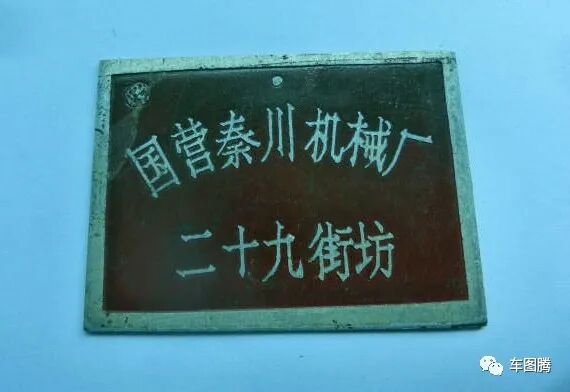 国营秦川机械厂
二十九街坊
车图腾